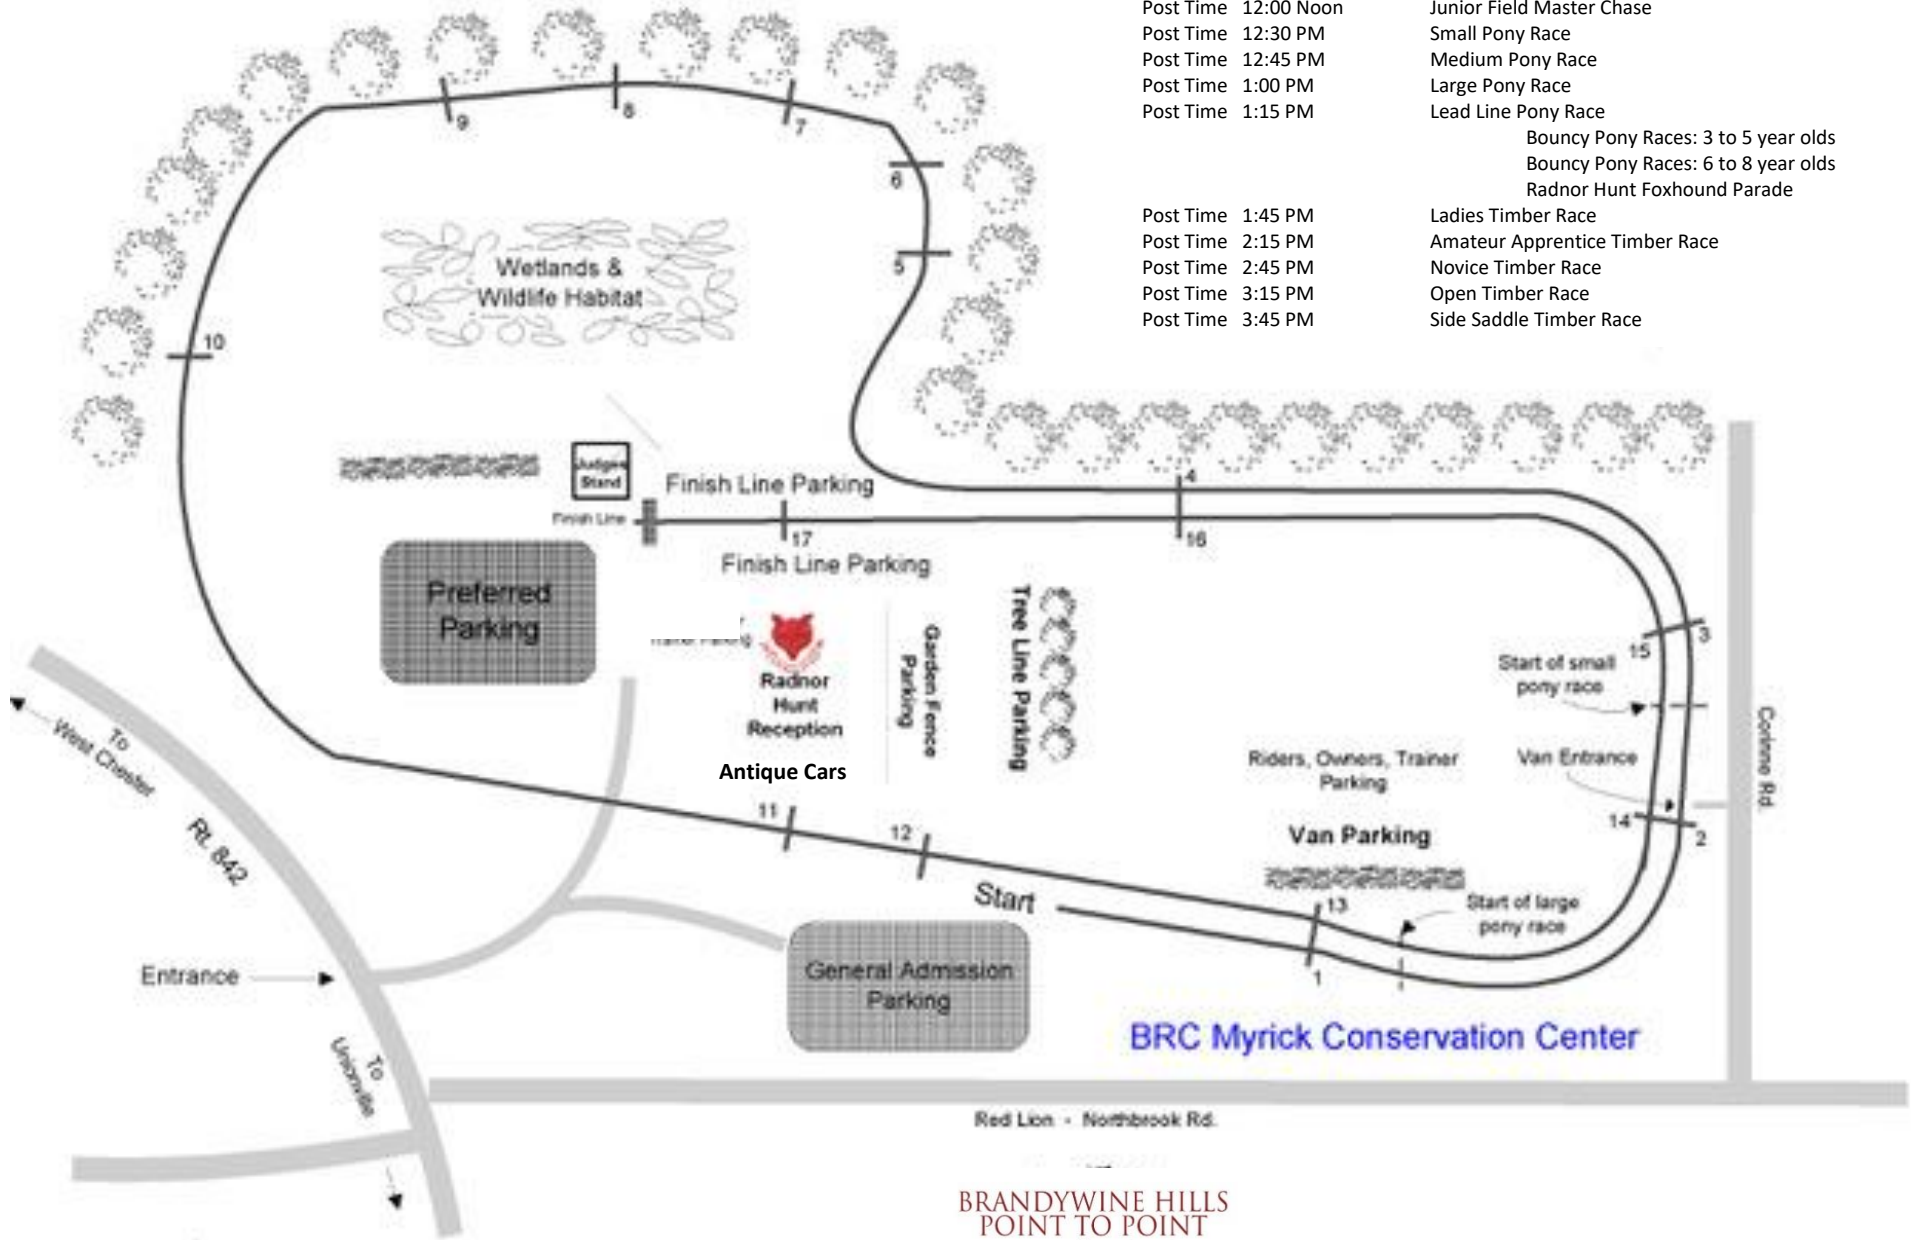 Post Time 12:00 Noon Junior Field Master Chase
Post Time 12:30 PM Small Pony Race
Post Time 12:45 PM Medium Pony Race
Post Time 1:00 PM Large Pony Race
Post Time 1:15 PM Lead Line Pony Race
Bouncy Pony Races: 3 to 5 year olds
Bouncy Pony Races: 6 to 8 year olds
Radnor Hunt Foxhound Parade
Post Time 1:45 PM Ladies Timber Race
Post Time 2:15 PM Amateur Apprentice Timber Race
Post Time 2:45 PM Novice Timber Race
Post Time 3:15 PM Open Timber Race
Post Time 3:45 PM Side Saddle Timber Race
9
8
7
6
5
Wetlands &
Wildlife Habitat
10
Judges
Stand
Finish Line Parking
4
Finish Line
17
16
Finish Line Parking
Preferred
Parking
Radnor
Hunt
Reception
Garden Fence
Parking
Tree Line Parking
3
15
Start of small
pony race
Corinne Rd.
Antique Cars
Riders, Owners, Trainer
Parking
Van Entrance
To
West Chester
Rt. 842
11
12
14
2
Van Parking
Start
13
Start of large
pony race
1
Entrance
General Admission
Parking
BRC Myrick Conservation Center
To
Unionville
Red Lion - Northbrook Rd.
BRANDYWINE HILLS
POINT TO POINT